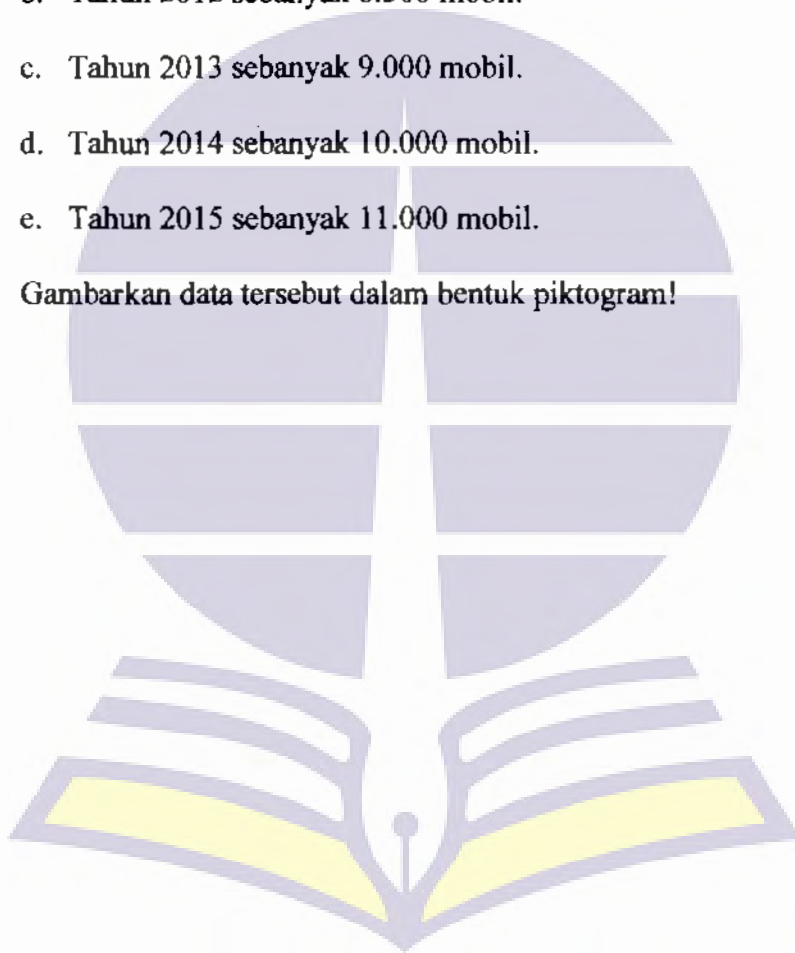 c. Tahun 2013 sebanyak 9.000 mobil.
d. Tahun 2014 sebanyak 10.000 mobil.
e. Tahun 2015 sebanyak 11.000 mobil.
Gambarkan data tersebut dalam bentuk piktogram!